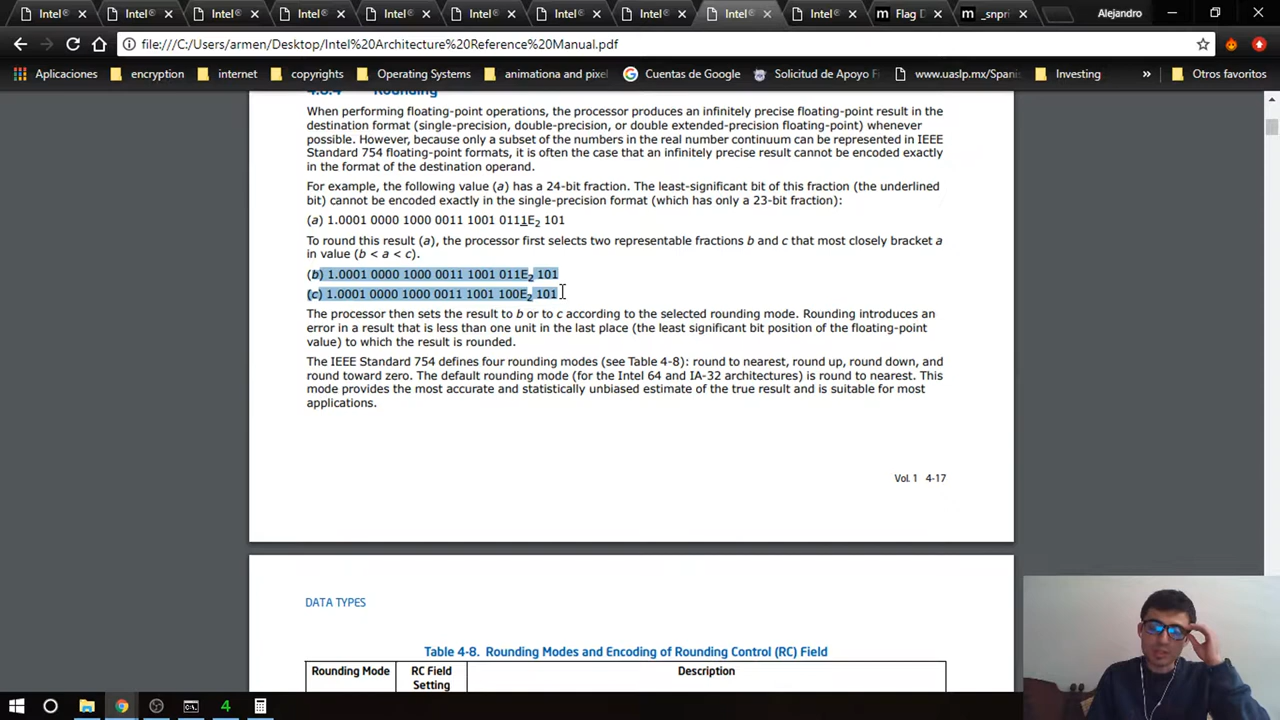 Intel®
Intel®
Intel®
Intel®
Intel®
Intel®
Intel®
Intel®
Intel®
Intel®
Flag D
_snpri
Alejandro
file:///C:/Users/armen/Desktop/Intel%20Architecture%20Reference%20Manual.pdf
Aplicaciones
encryption
internet
copyrights
Operating Systems
animationa and pixel
Cuentas de Google
Solicitud de Apoyo Fi
www.uaslp.mx/Spani
Investing
»
Otros favoritos
4.8.4 Rounding
When performing floating-point operations, the processor produces an infinitely precise floating-point result in the
destination format (single-precision, double-precision, or double extended-precision floating-point) whenever
possible. However, because only a subset of the numbers in the real number continuum can be represented in IEEE
Standard 754 floating-point formats, it is often the case that an infinitely precise result cannot be encoded exactly
in the format of the destination operand.
For example, the following value (a) has a 24-bit fraction. The least-significant bit of this fraction (the underlined
bit) cannot be encoded exactly in the single-precision format (which has only a 23-bit fraction):
(a) 1.0001 0000 1000 0011 1001 0111E2 101
To round this result (a), the processor first selects two representable fractions b and c that most closely bracket a
in value (b < a < c).
(b) 1.0001 0000 1000 0011 1001 011E2 101
(c) 1.0001 0000 1000 0011 1001 100E2 101
The processor then sets the result to b or to c according to the selected rounding mode. Rounding introduces an
error in a result that is less than one unit in the last place (the least significant bit position of the floating-point
value) to which the result is rounded.
The IEEE Standard 754 defines four rounding modes (see Table 4-8): round to nearest, round up, round down, and
round toward zero. The default rounding mode (for the Intel 64 and IA-32 architectures) is round to nearest. This
mode provides the most accurate and statistically unbiased estimate of the true result and is suitable for most
applications.
Vol. 1 4-17
DATA TYPES
Table 4-8. Rounding Modes and Encoding of Rounding Control (RC) Field
Rounding Mode
RC Field
Setting
Description